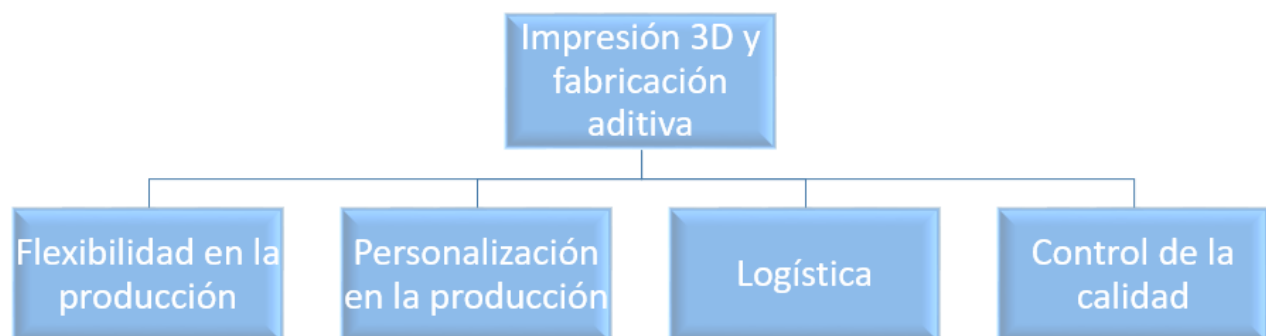 Impresión 3D y
fabricación
aditiva
Flexibilidad en la
producción
Personalización
en la producción
Logística
Control de la
calidad